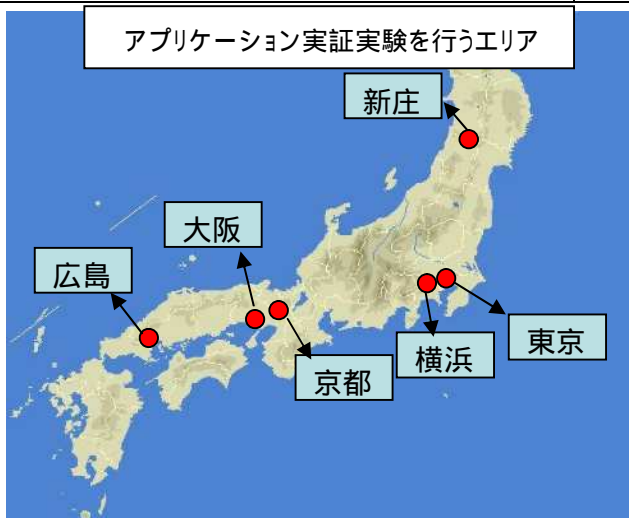 アプリケーション実証実験を行うエリア
新庄
大阪
広島
東京
横浜
京都